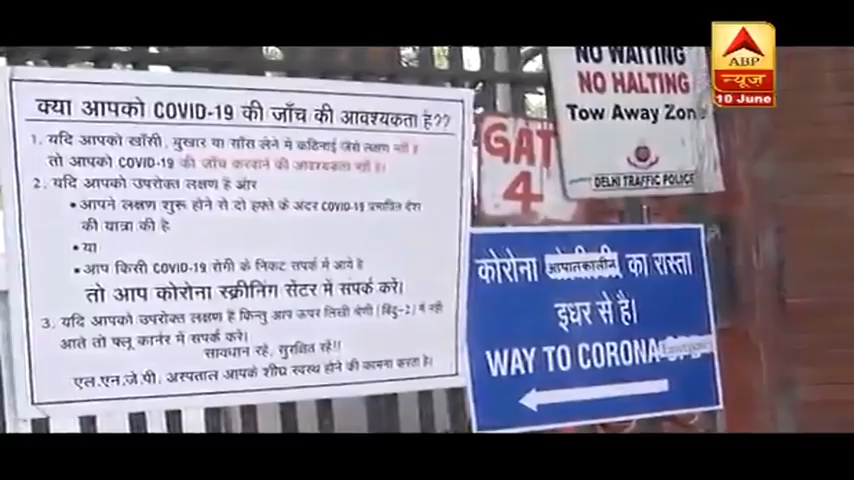 क्या आपको COVID-19 की जाँच की आवश्यकता है??
1. यदि आपको खाँसी, बुखार या साँस लेने में कठिनाई जैसे लक्षण नहीं है
तो आपको COVID-19 की जाँच करवाने की आवश्यकता नहीं है।
2. यदि आपको उपरोक्त लक्षण है और
• आपने लक्षण शुरू होने से दो हफ्ते के अंदर COVID-19 प्रभावित देश
की यात्रा की है
• या
• आप किसी COVID-19 रोगी के निकट संपर्क में आये है
तो आप कोरोना स्क्रीनिंग सेंटर में संपर्क करें।
3. यदि आपको उपरोक्त लक्षण है किन्तु आप ऊपर लिखी श्रेणी (बिंदु-2) में नही
आते तो फ्लू कार्नर में संपर्क करें।
सावधान रहे, सुरक्षित रहें!!
एल.एन.जे.पी. अस्पताल आपके शीघ्र स्वस्थ होने की कामना करता है।
GAT
4
NO WAITING
NO HALTING
TOW AWAY ZONE
DELHI TRAFFIC POLICE
कोरोना आपातकालीन का रास्ता
इधर से है।
WAY TO CORONA
ABP
न्यूज़
10 JUNE